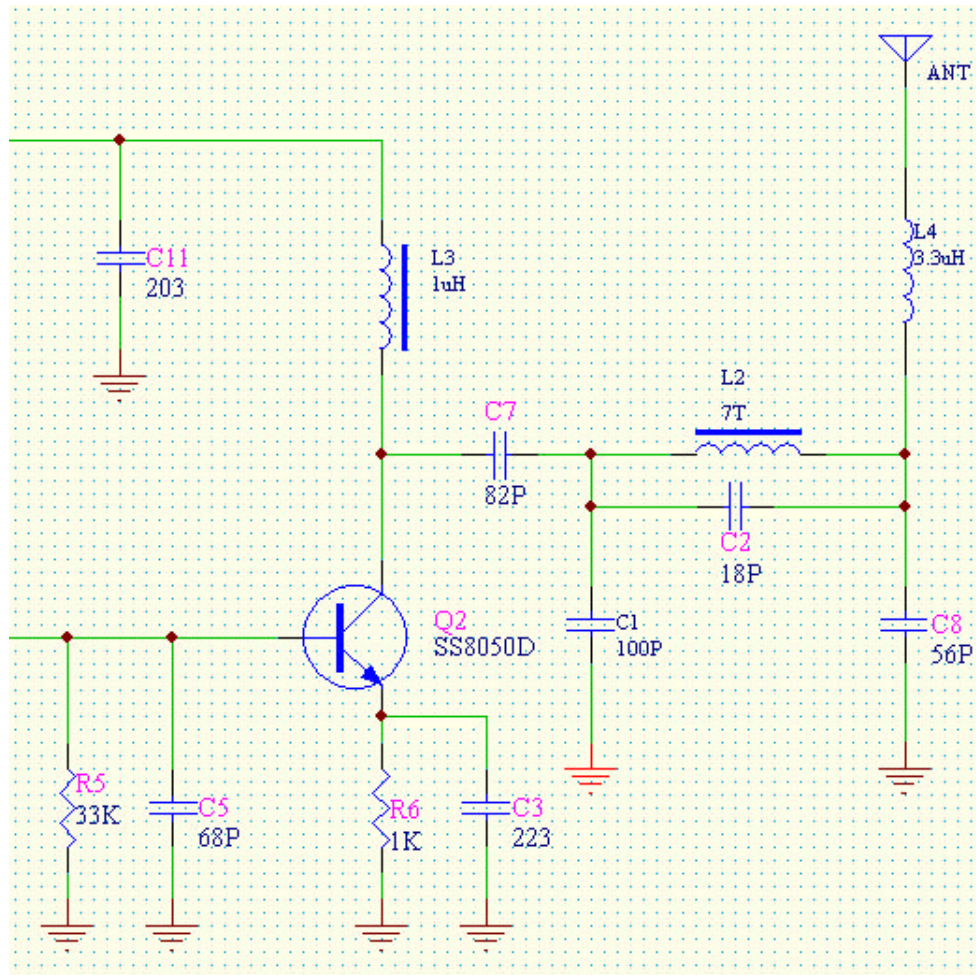 ANT
C11
203
L3
1uH
L4
3.3uH
L2
7T
C7
82P
C2
18P
Q2
SS8050D
C1
100P
C8
56P
R5
33K
C5
68P
R6
1K
C3
223